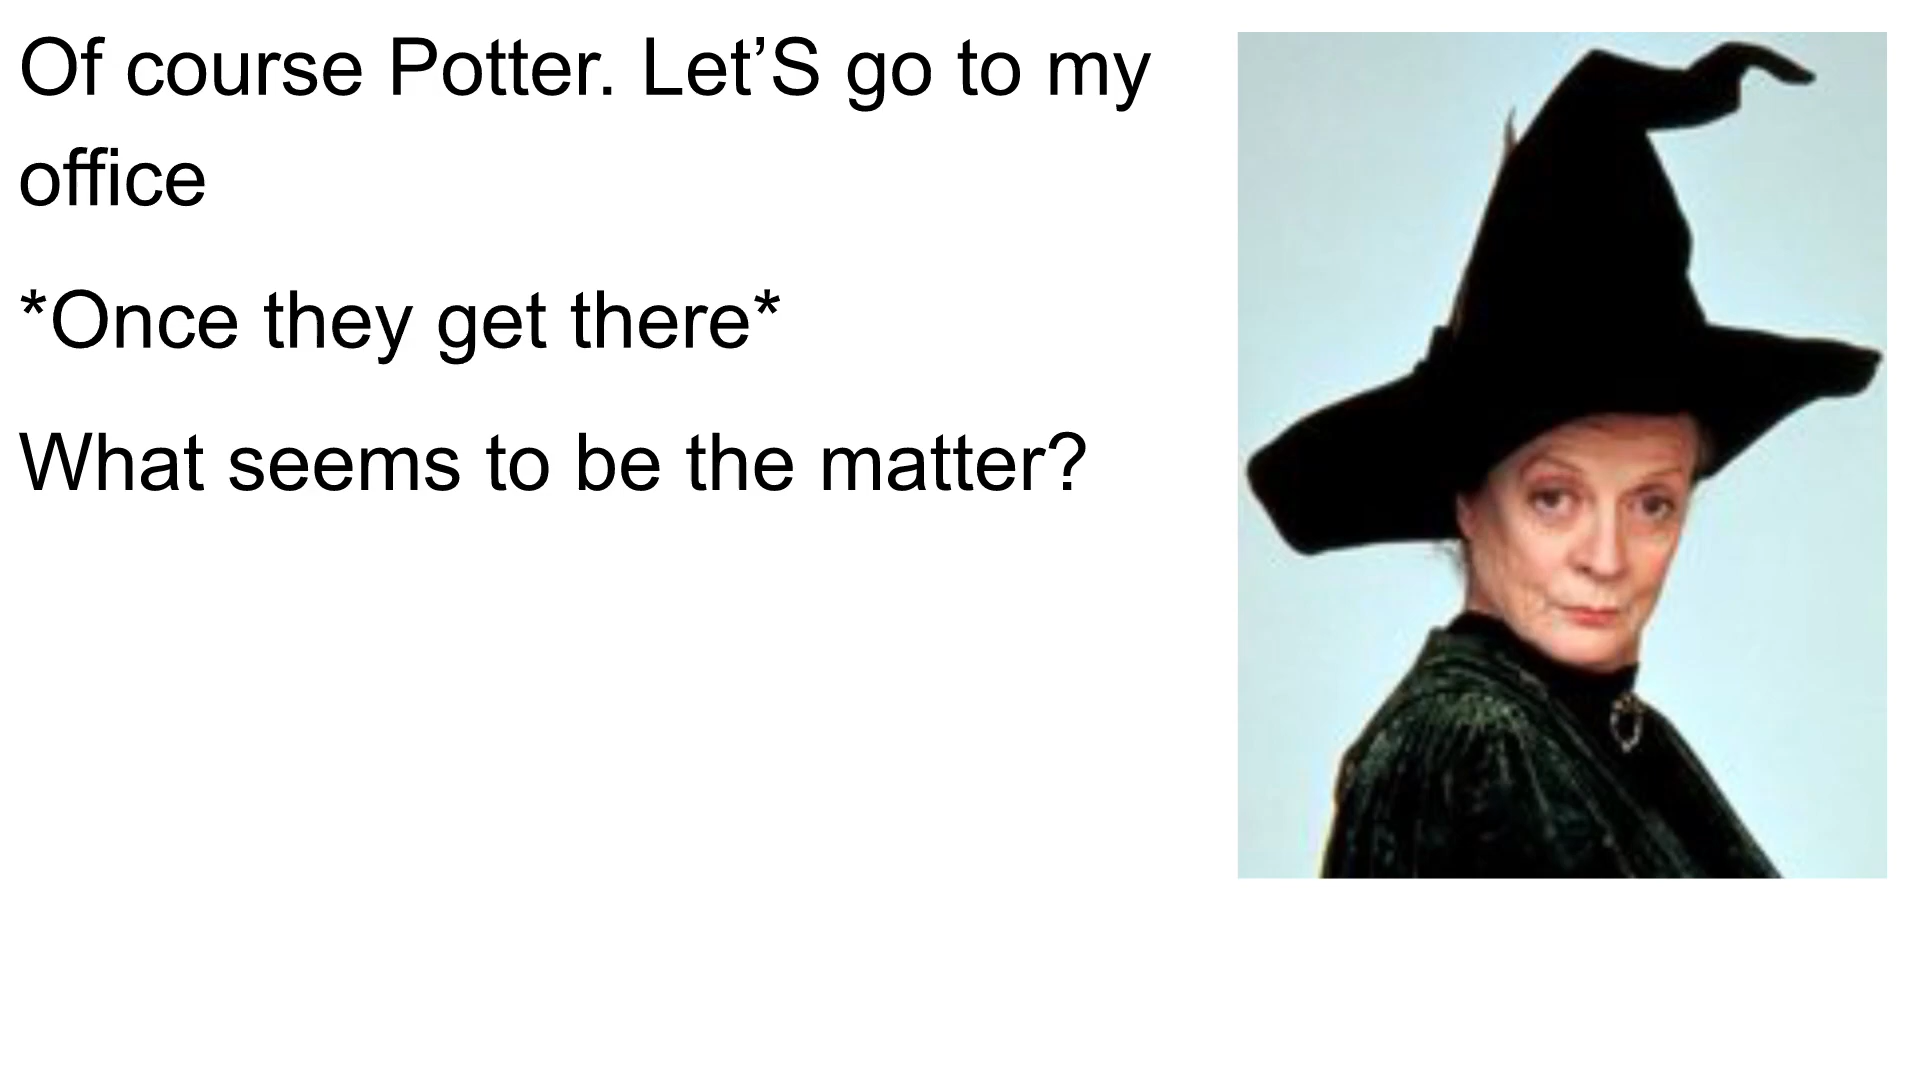 Of course Potter. Let’S go to my
office
*Once they get there*
What seems to be the matter?